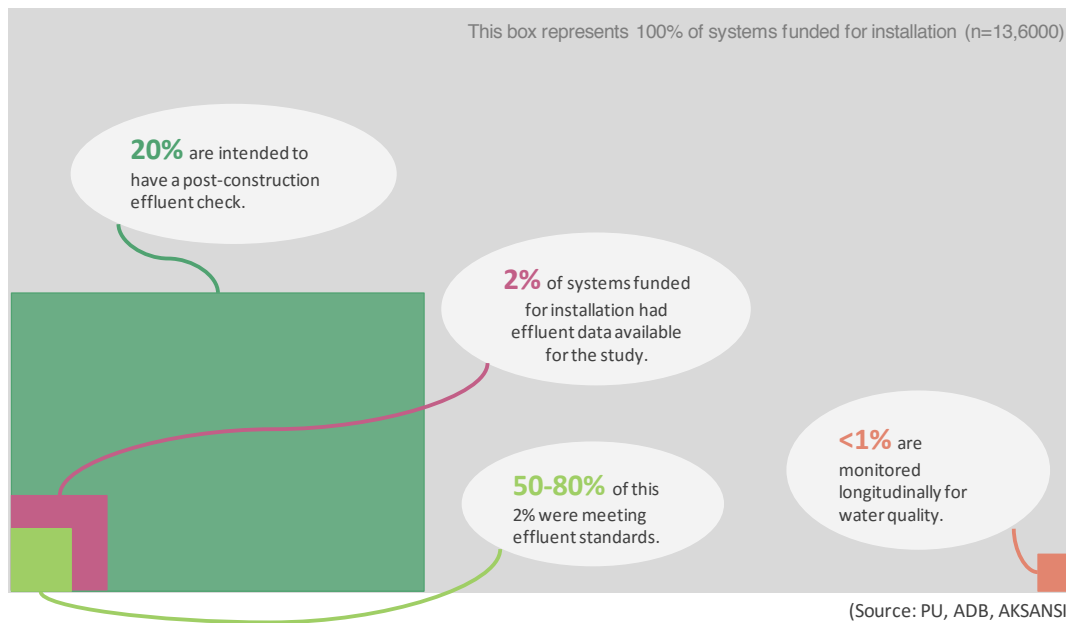 This box represents 100% of systems funded for installation (n=13,6000)
20% are intended to
have a post-construction
effluent check.
2% of systems funded
for installation had
effluent data available
for the study.
50-80% of this
2% were meeting
effluent standards.
<1% are
monitored
longitudinally for
water quality.
(Source: PU, ADB, AKSANSI